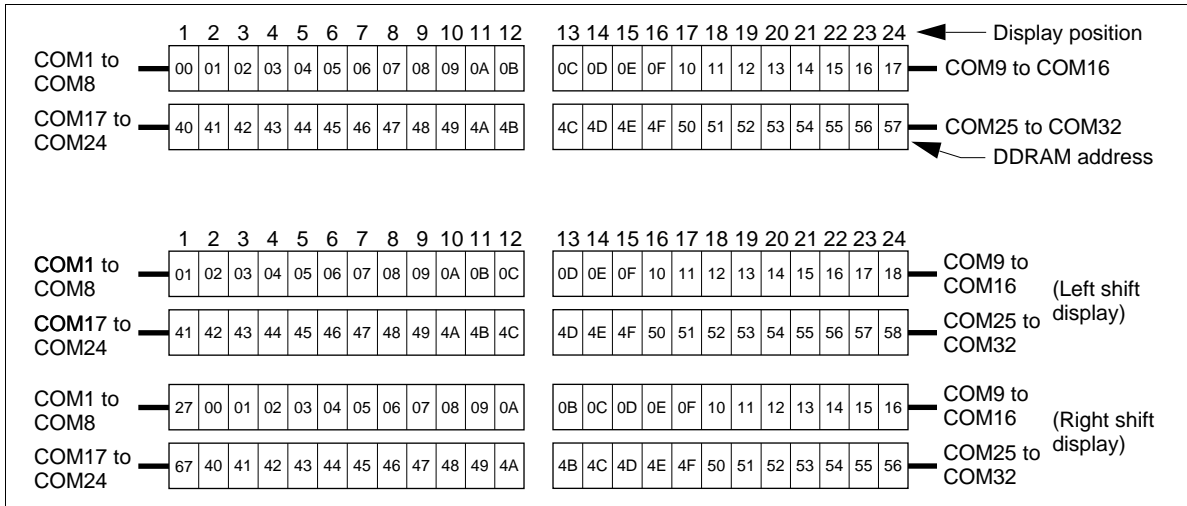 1 2 3 4 5 6 7 8 9 10 11 12 13 14 15 16 17 18 19 20 21 22 23 24 Display position
COM1 to
COM8
00 01 02 03 04 05 06 07 08 09 0A 0B 0C 0D 0E 0F 10 11 12 13 14 15 16 17 COM9 to COM16
COM17 to
COM24
40 41 42 43 44 45 46 47 48 49 4A 4B 4C 4D 4E 4F 50 51 52 53 54 55 56 57 COM25 to COM32
DDRAM address
1 2 3 4 5 6 7 8 9 10 11 12 13 14 15 16 17 18 19 20 21 22 23 24
COM1 to
COM8
01 02 03 04 05 06 07 08 09 0A 0B 0C 0D 0E 0F 10 11 12 13 14 15 16 17 18
COM9 to
COM16
COM17 to
COM24
41 42 43 44 45 46 47 48 49 4A 4B 4C 4D 4E 4F 50 51 52 53 54 55 56 57 58
COM25 to
COM32
(Left shift
display)
COM1 to
COM8
27 00 01 02 03 04 05 06 07 08 09 0A 0B 0C 0D 0E 0F 10 11 12 13 14 15 16
COM9 to
COM16
COM17 to
COM24
67 40 41 42 43 44 45 46 47 48 49 4A 4B 4C 4D 4E 4F 50 51 52 53 54 55 56
COM25 to
COM32
(Right shift
display)